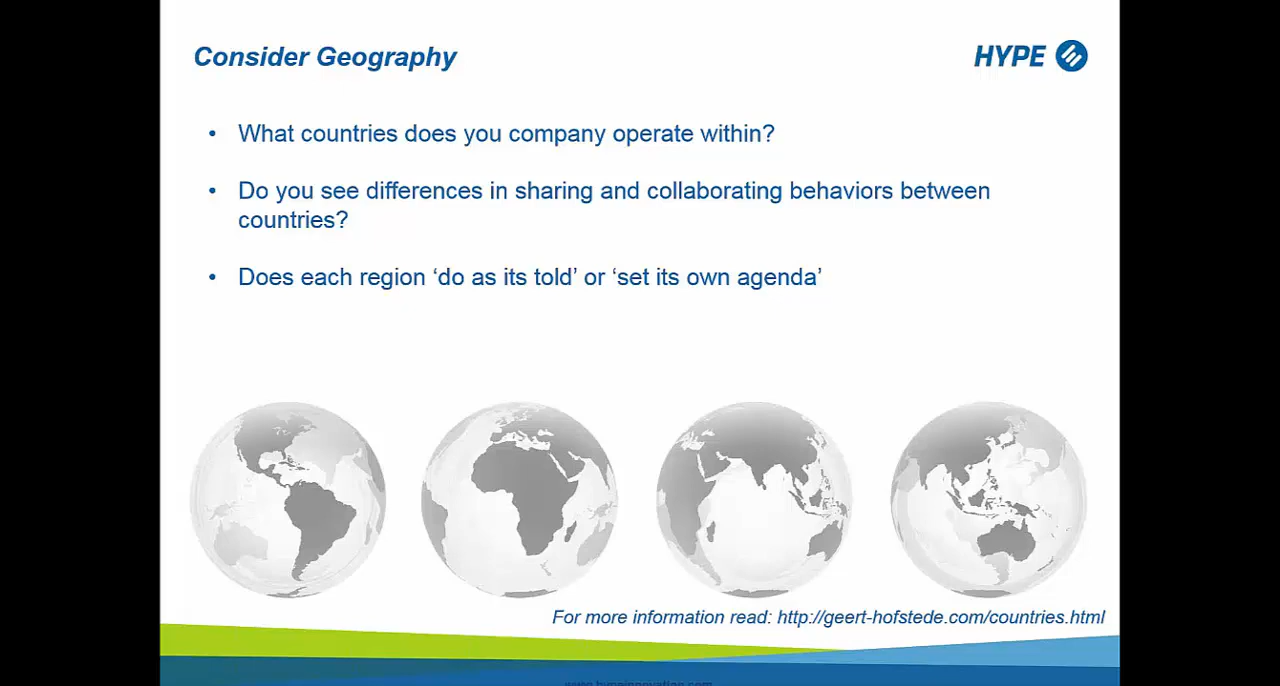 Consider Geography
HYPE
• What countries does you company operate within?
• Do you see differences in sharing and collaborating behaviors between
countries?
• Does each region ‘do as its told’ or ‘set its own agenda’
For more information read: http://geert-hofstede.com/countries.html